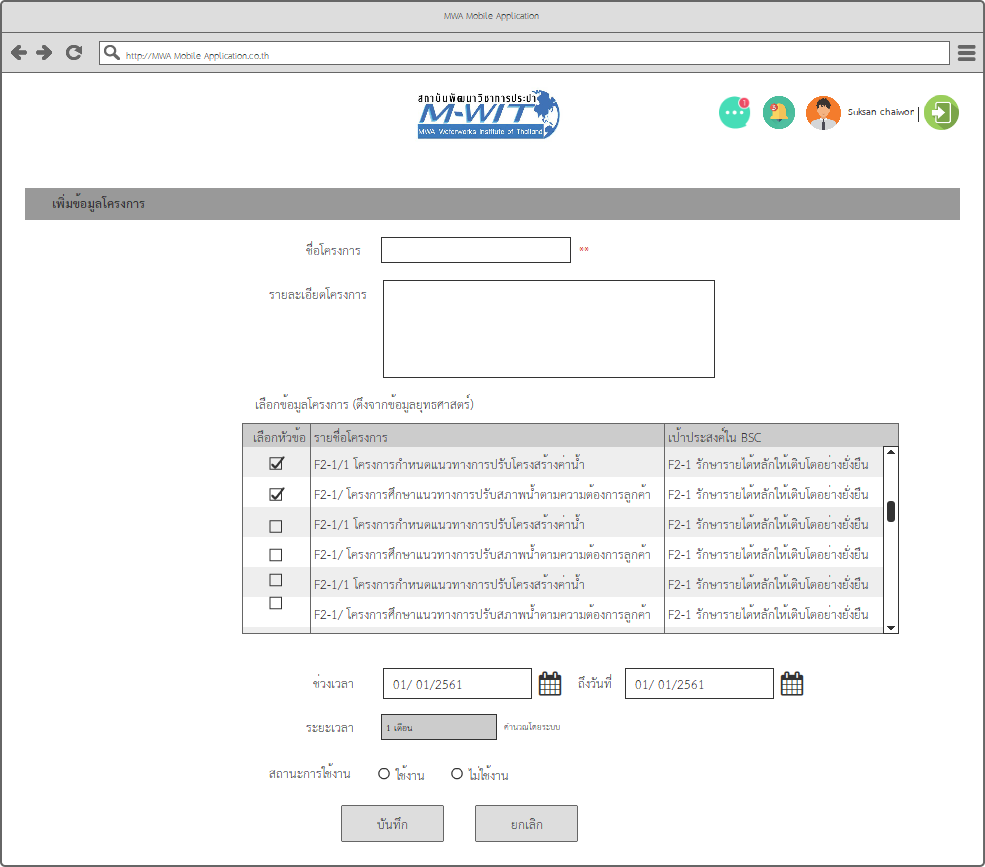 MWA Mobile Application
http://MWA Mobile Application.co.th
สถาบันพัฒนาวิชาการประปา
M-WIT
MWA Waterworks Institute of Thailand
1
3
Suksan chaiwor |
เพิ่มข้อมูลโครงการ
ชื่อโครงการ **
รายละเอียดโครงการ
เลือกข้อมูลโครงการ (ดึงจากข้อมูลยุทธศาสตร์)
เลือกหัวข้อ รายชื่อโครงการ เป้าประสงค์ใน BSC
F2-1/1 โครงการกำหนดแนวทางการปรับโครงสร้างค่าน้ำ F2-1 รักษารายได้หลักให้เติบโตอย่างยั่งยืน
F2-1/ โครงการศึกษาแนวทางการปรับสภาพน้ำตามความต้องการลูกค้า F2-1 รักษารายได้หลักให้เติบโตอย่างยั่งยืน
F2-1/1 โครงการกำหนดแนวทางการปรับโครงสร้างค่าน้ำ F2-1 รักษารายได้หลักให้เติบโตอย่างยั่งยืน
F2-1/ โครงการศึกษาแนวทางการปรับสภาพน้ำตามความต้องการลูกค้า F2-1 รักษารายได้หลักให้เติบโตอย่างยั่งยืน
F2-1/1 โครงการกำหนดแนวทางการปรับโครงสร้างค่าน้ำ F2-1 รักษารายได้หลักให้เติบโตอย่างยั่งยืน
F2-1/ โครงการศึกษาแนวทางการปรับสภาพน้ำตามความต้องการลูกค้า F2-1 รักษารายได้หลักให้เติบโตอย่างยั่งยืน
ช่วงเวลา 01/ 01/2561 ถึงวันที่ 01/ 01/2561
ระยะเวลา 1 เดือน คำนวณโดยระบบ
สถานะการใช้งาน ใช้งาน ไม่ใช้งาน
บันทึก ยกเลิก